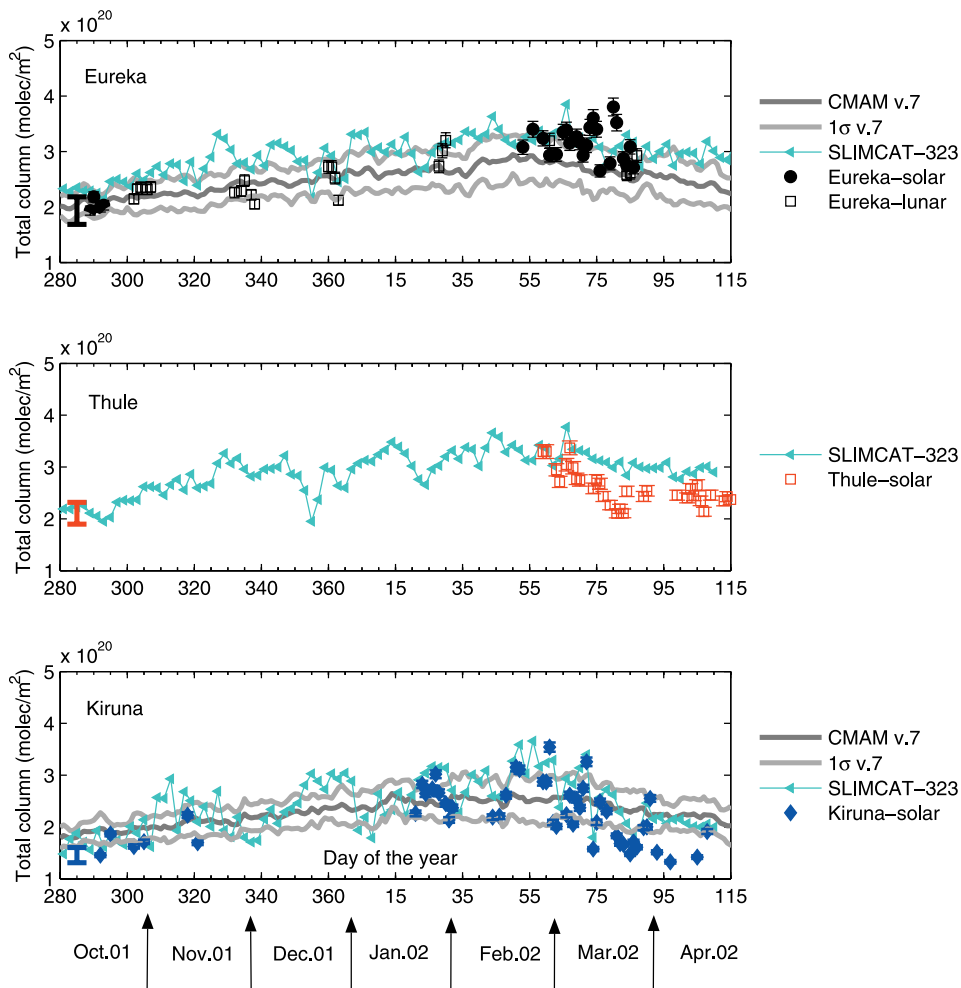 x 10^20
5
4
3
2
1
Total column (molec/m²)
Eureka
280 300 320 340 360 15 35 55 75 95 115
CMAM v.7
1σ v.7
SLIMCAT−323
Eureka−solar
Eureka−lunar
x 10^20
5
4
3
2
1
Total column (molec/m²)
Thule
280 300 320 340 360 15 35 55 75 95 115
SLIMCAT−323
Thule−solar
x 10^20
5
4
3
2
1
Total column (molec/m²)
Kiruna
Day of the year
280 300 320 340 360 15 35 55 75 95 115
CMAM v.7
1σ v.7
SLIMCAT−323
Kiruna−solar
Oct.01 Nov.01 Dec.01 Jan.02 Feb.02 Mar.02 Apr.02